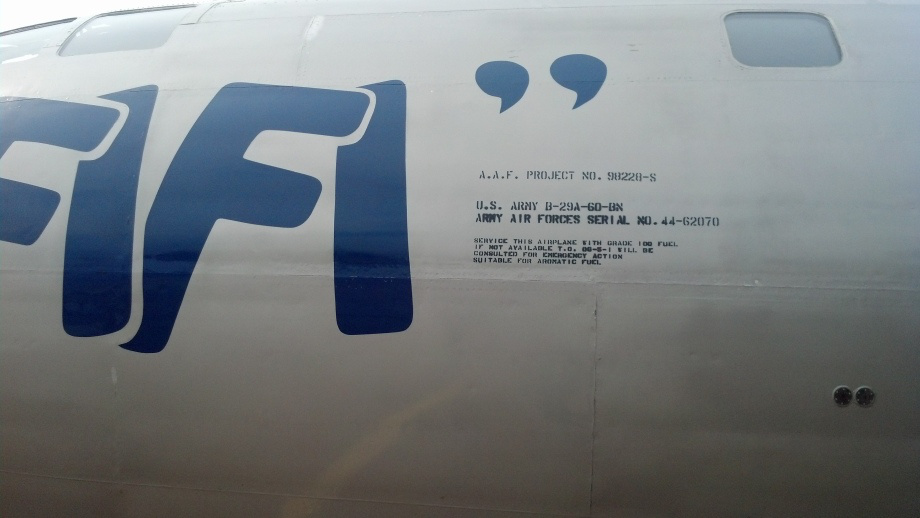 FIFI”
A.A.F. PROJECT NO. 98228-S
U.S. ARMY B-29A-60-BN
ARMY AIR FORCES SERIAL NO. 44-62070
SERVICE THIS AIRPLANE WITH GRADE 100 FUEL
IF NOT AVAILABLE T.O. 06-5-1 WILL BE
CONSULTED FOR EMERGENCY ACTION
SUITABLE FOR AROMATIC FUEL